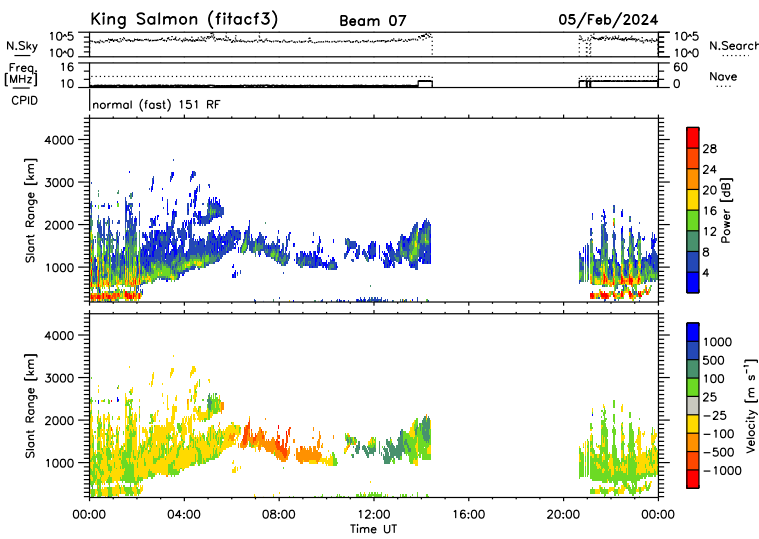 King Salmon (fitacf3) Beam 07 05/Feb/2024
N.Sky 10^5 10^0 10^5 10^0 N.Search
Freq. [MHz] 16 10 60 0 Nave
CPID normal (fast) 151 RF
Slant Range [km] 4000 3000 2000 1000
28 24 20 16 12 8 4 Power [dB]
Slant Range [km] 4000 3000 2000 1000
1000 500 100 25 -25 -100 -500 -1000 Velocity [m s⁻¹]
00:00 04:00 08:00 12:00 16:00 20:00 00:00
Time UT